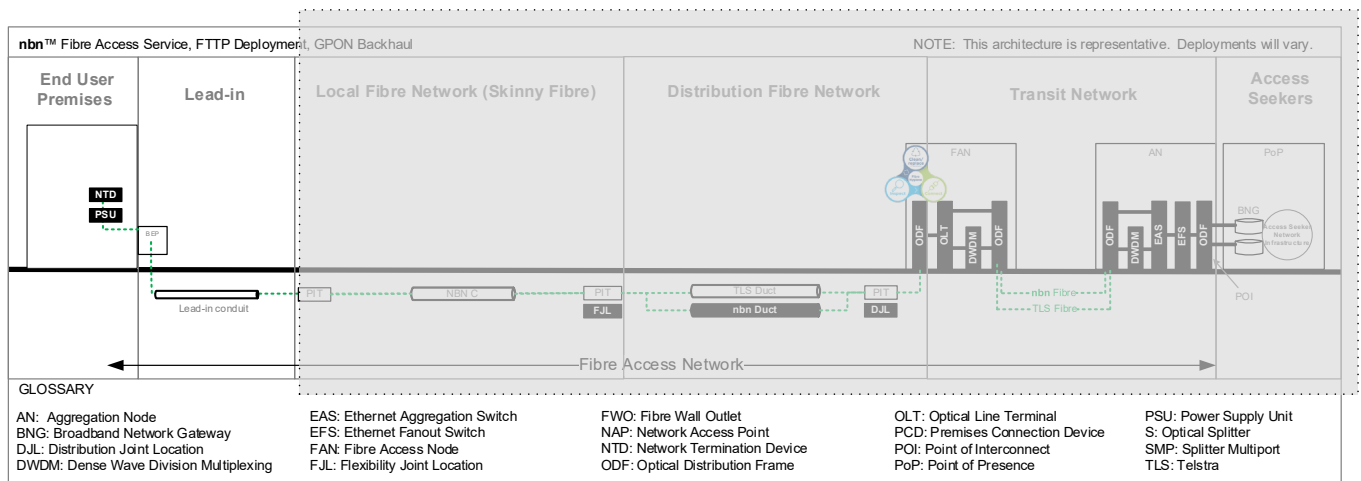 nbn™ Fibre Access Service, FTTP Deployment, GPON Backhaul
NOTE: This architecture is representative. Deployments will vary.
End User
Premises
Lead-in
Local Fibre Network (Skinny Fibre)
Distribution Fibre Network
Transit Network
Access
Seekers
FAN
AN
PoP
NTD
PSU
BEP
ODF
OLT
DWDM
ODF
ODF
DWDM
EAS
EFS
ODF
BNG
Access Seeker
Network
Infrastructure
Lead-in conduit
PIT
NBN C
PIT
FJL
TLS Duct
nbn Duct
PIT
DJL
nbn Fibre
TLS Fibre
POI
Fibre Access Network
GLOSSARY
AN: Aggregation Node
BNG: Broadband Network Gateway
DJL: Distribution Joint Location
DWDM: Dense Wave Division Multiplexing
EAS: Ethernet Aggregation Switch
EFS: Ethernet Fanout Switch
FAN: Fibre Access Node
FJL: Flexibility Joint Location
FWO: Fibre Wall Outlet
NAP: Network Access Point
NTD: Network Termination Device
ODF: Optical Distribution Frame
OLT: Optical Line Terminal
PCD: Premises Connection Device
POI: Point of Interconnect
PoP: Point of Presence
PSU: Power Supply Unit
S: Optical Splitter
SMP: Splitter Multiport
TLS: Telstra